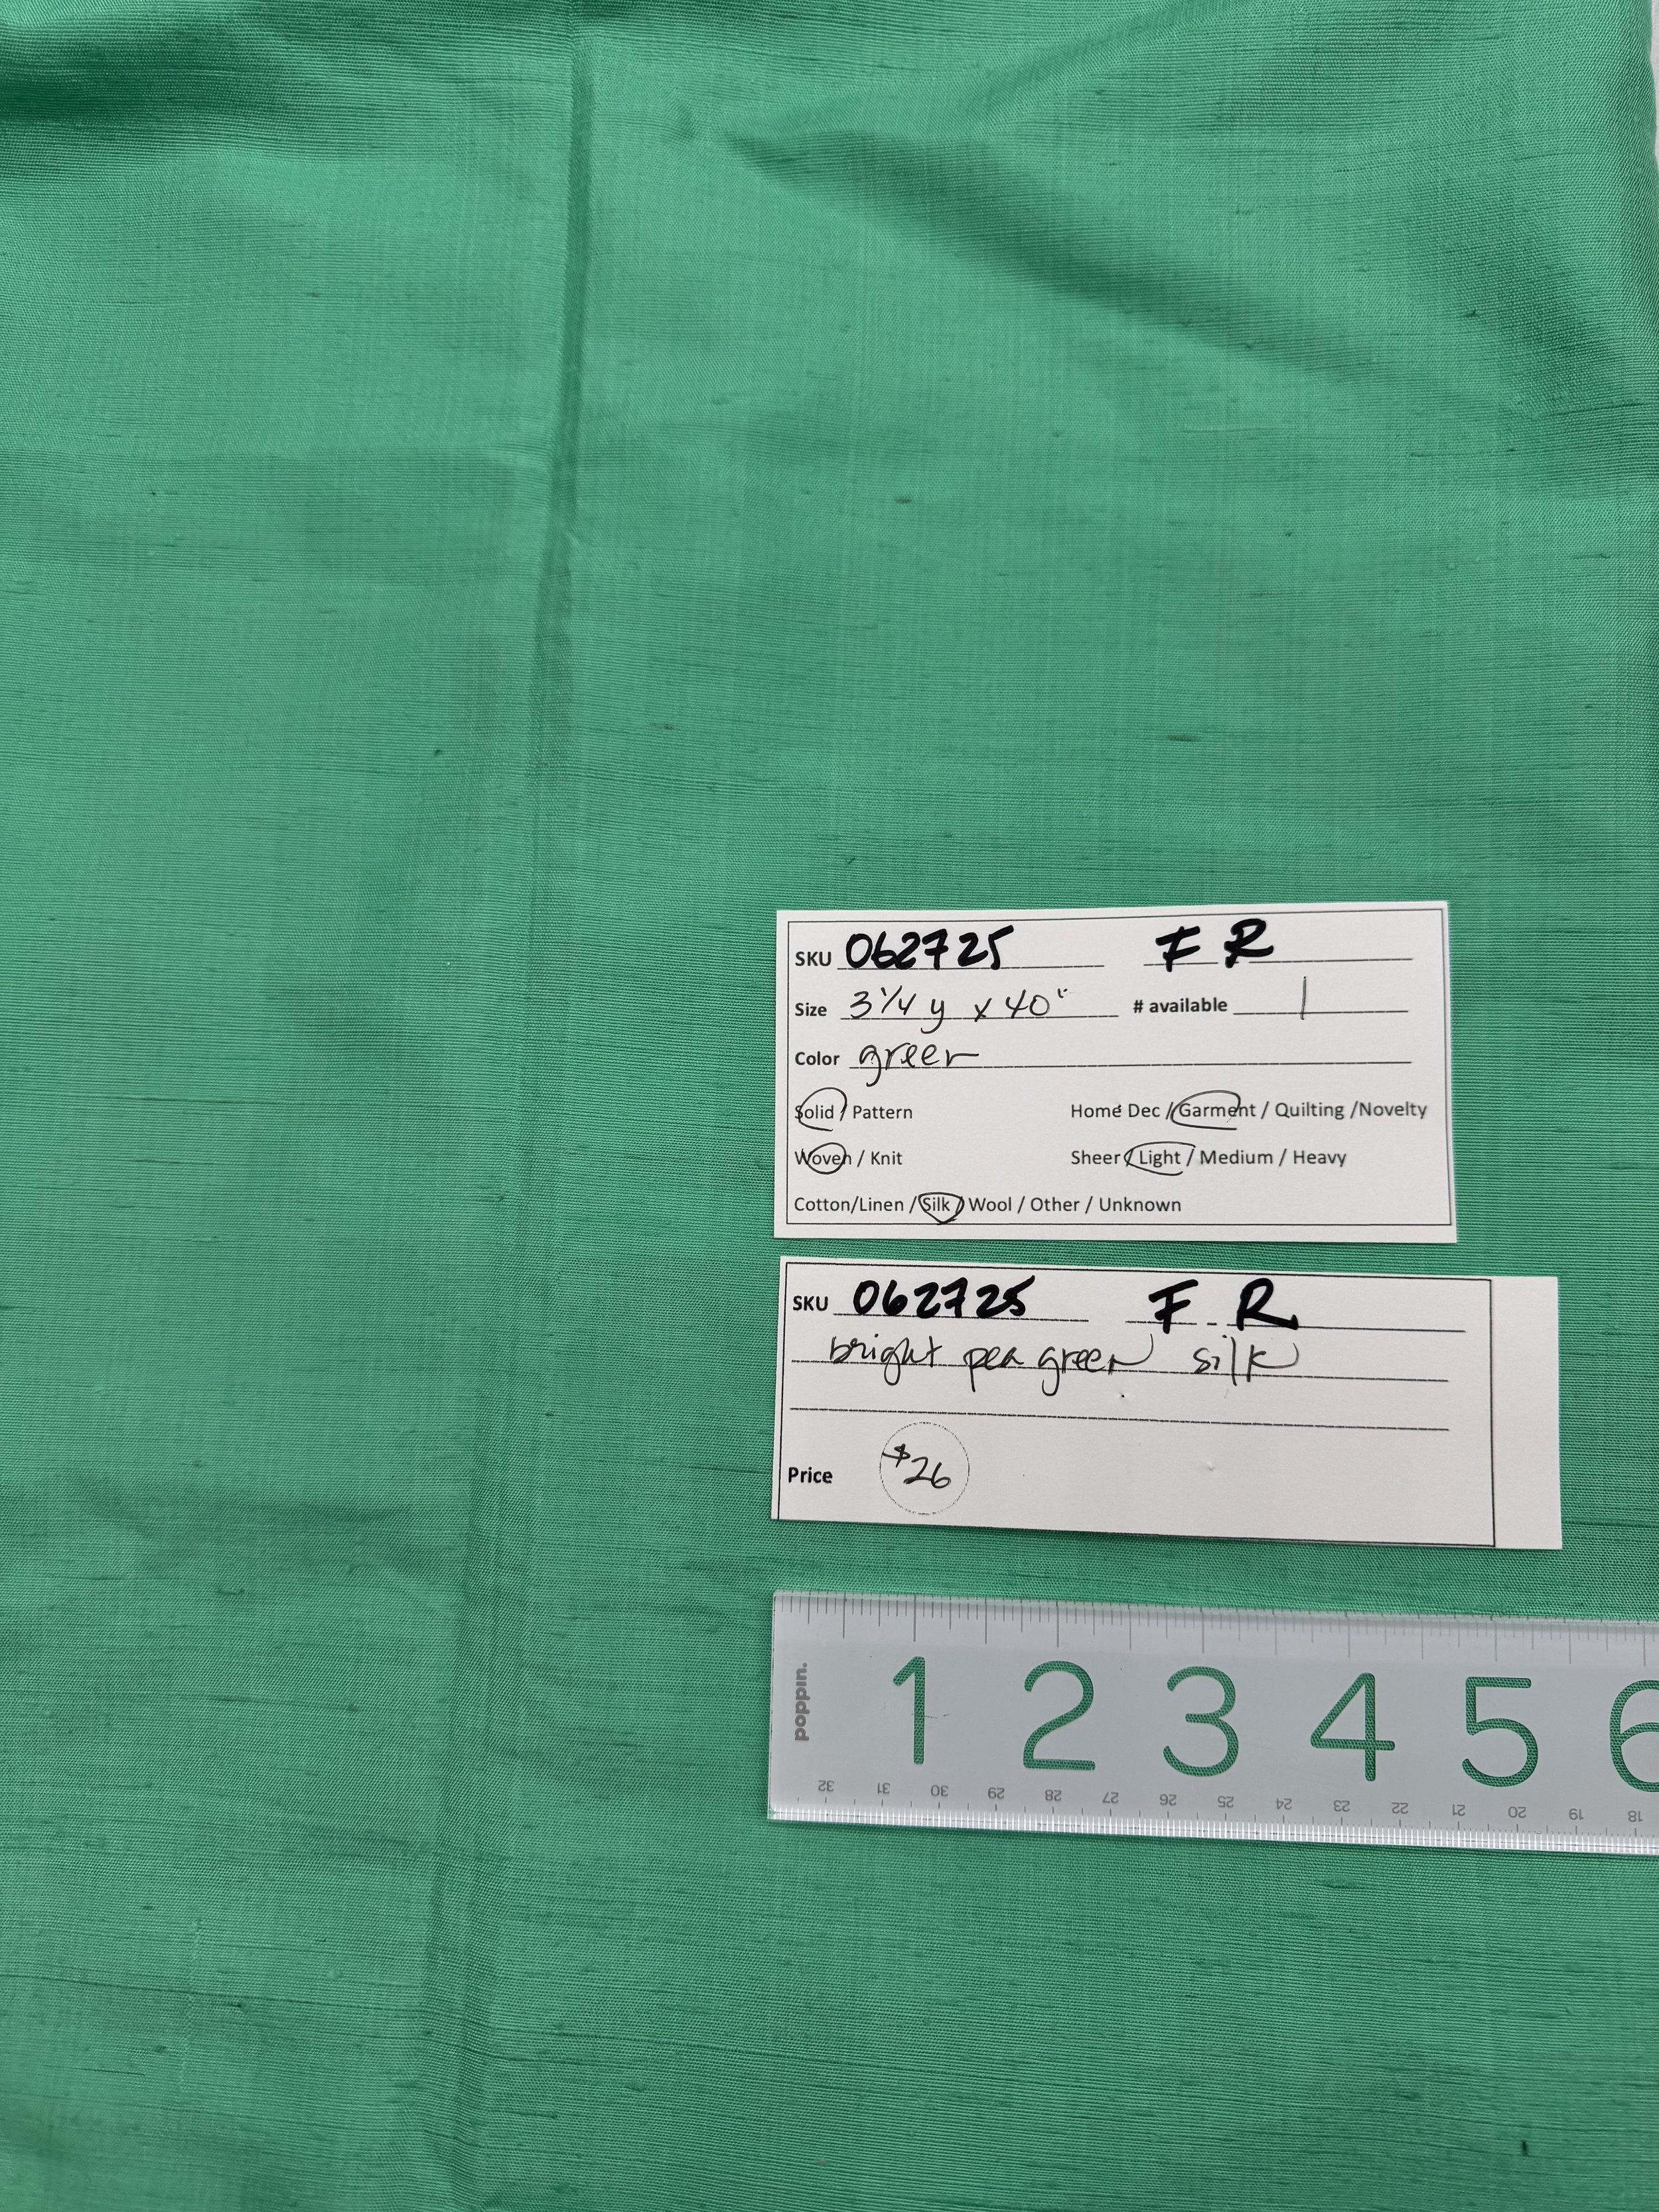 SKU 062725 F R
Size 3 1/4 y x 40" # available 1
Color green
Solid / Pattern Home Dec / Garment / Quilting /Novelty
Woven / Knit Sheer / Light / Medium / Heavy
Cotton/Linen / Silk / Wool / Other / Unknown
SKU 062725 F R
bright pea green silk
Price $26
poppin.
1 2 3 4 5 6
32 31 30 29 28 27 26 25 24 23 22 21 20 19 18